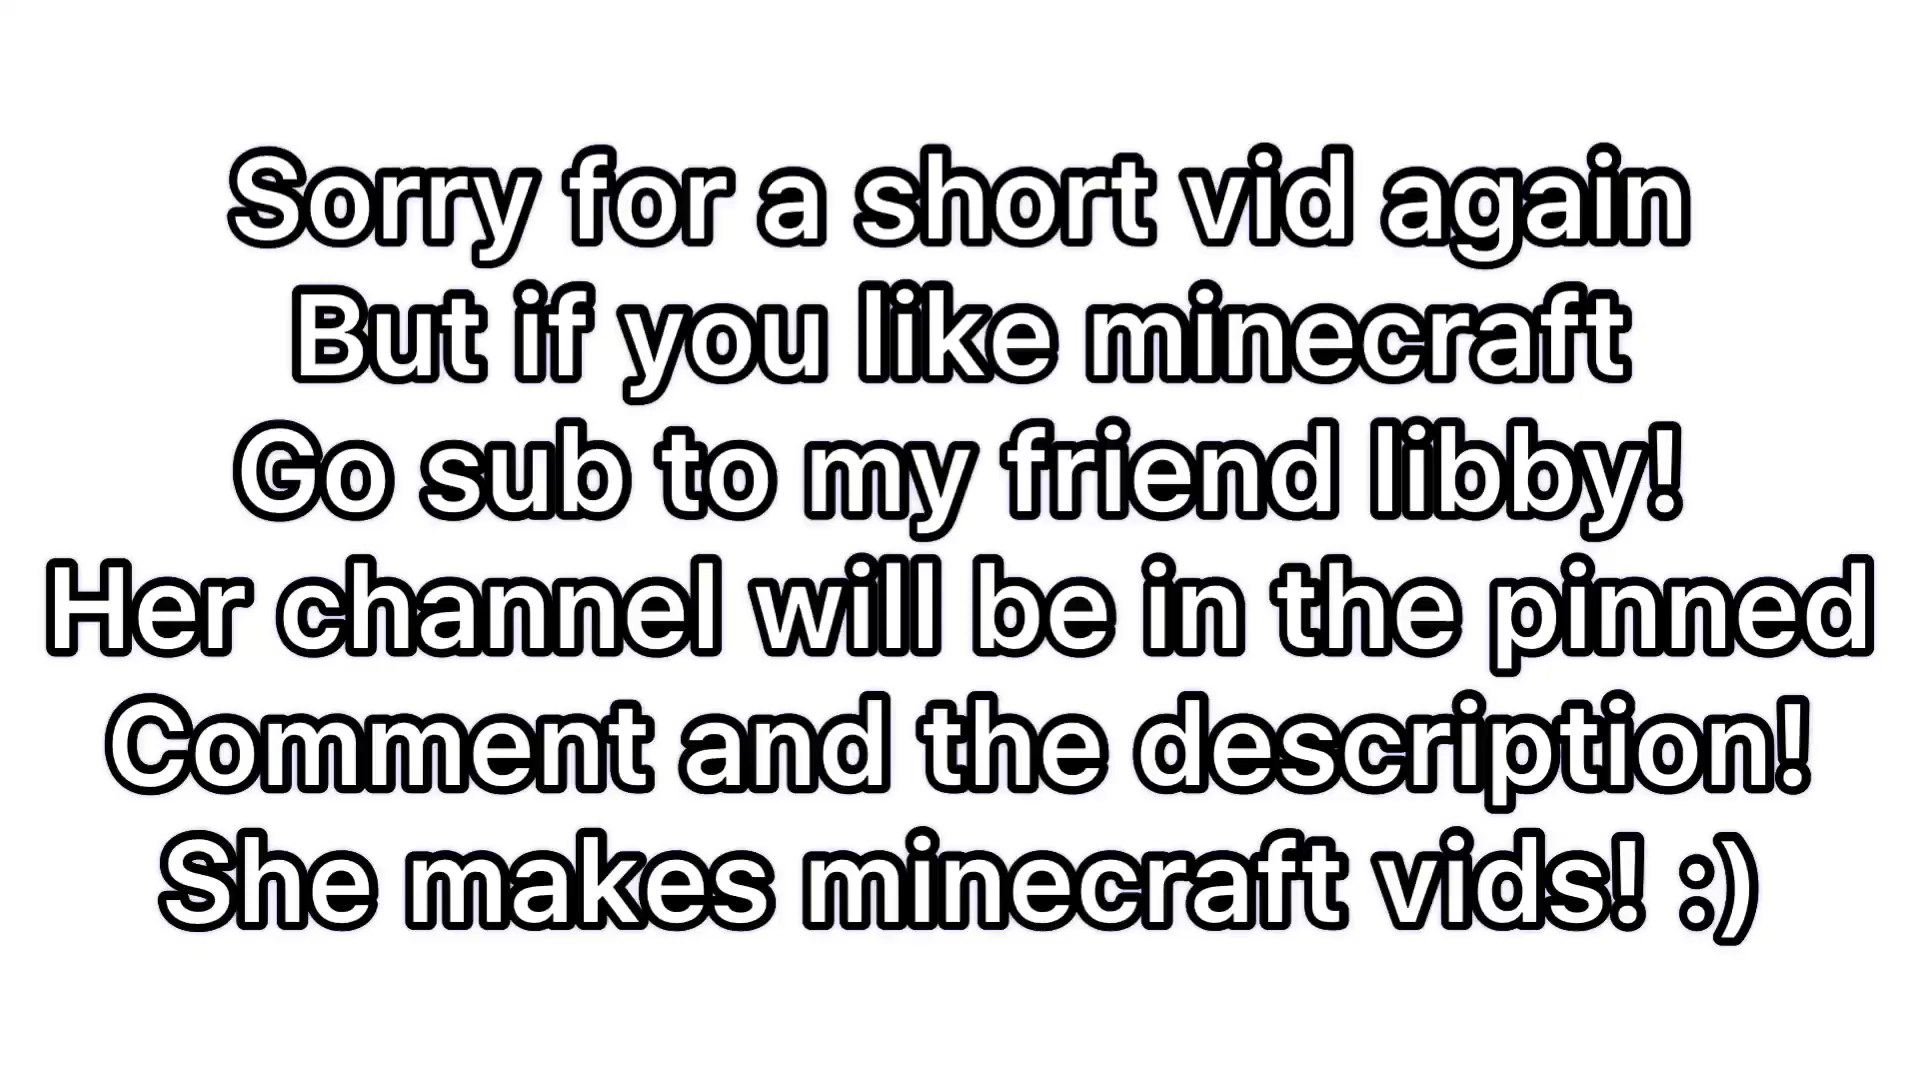 Sorry for a short vid again
But if you like minecraft
Go sub to my friend libby!
Her channel will be in the pinned
Comment and the description!
She makes minecraft vids! :)